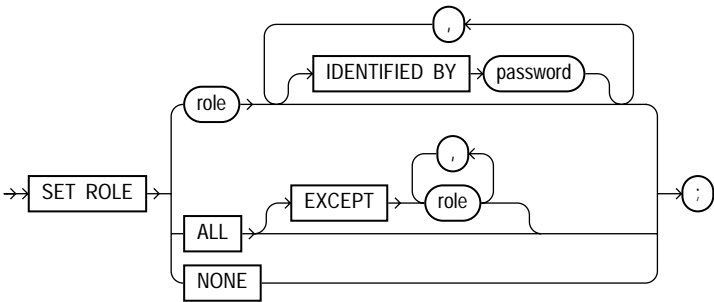 ,
IDENTIFIED BY password
role
,
SET ROLE
EXCEPT role
;
ALL
NONE